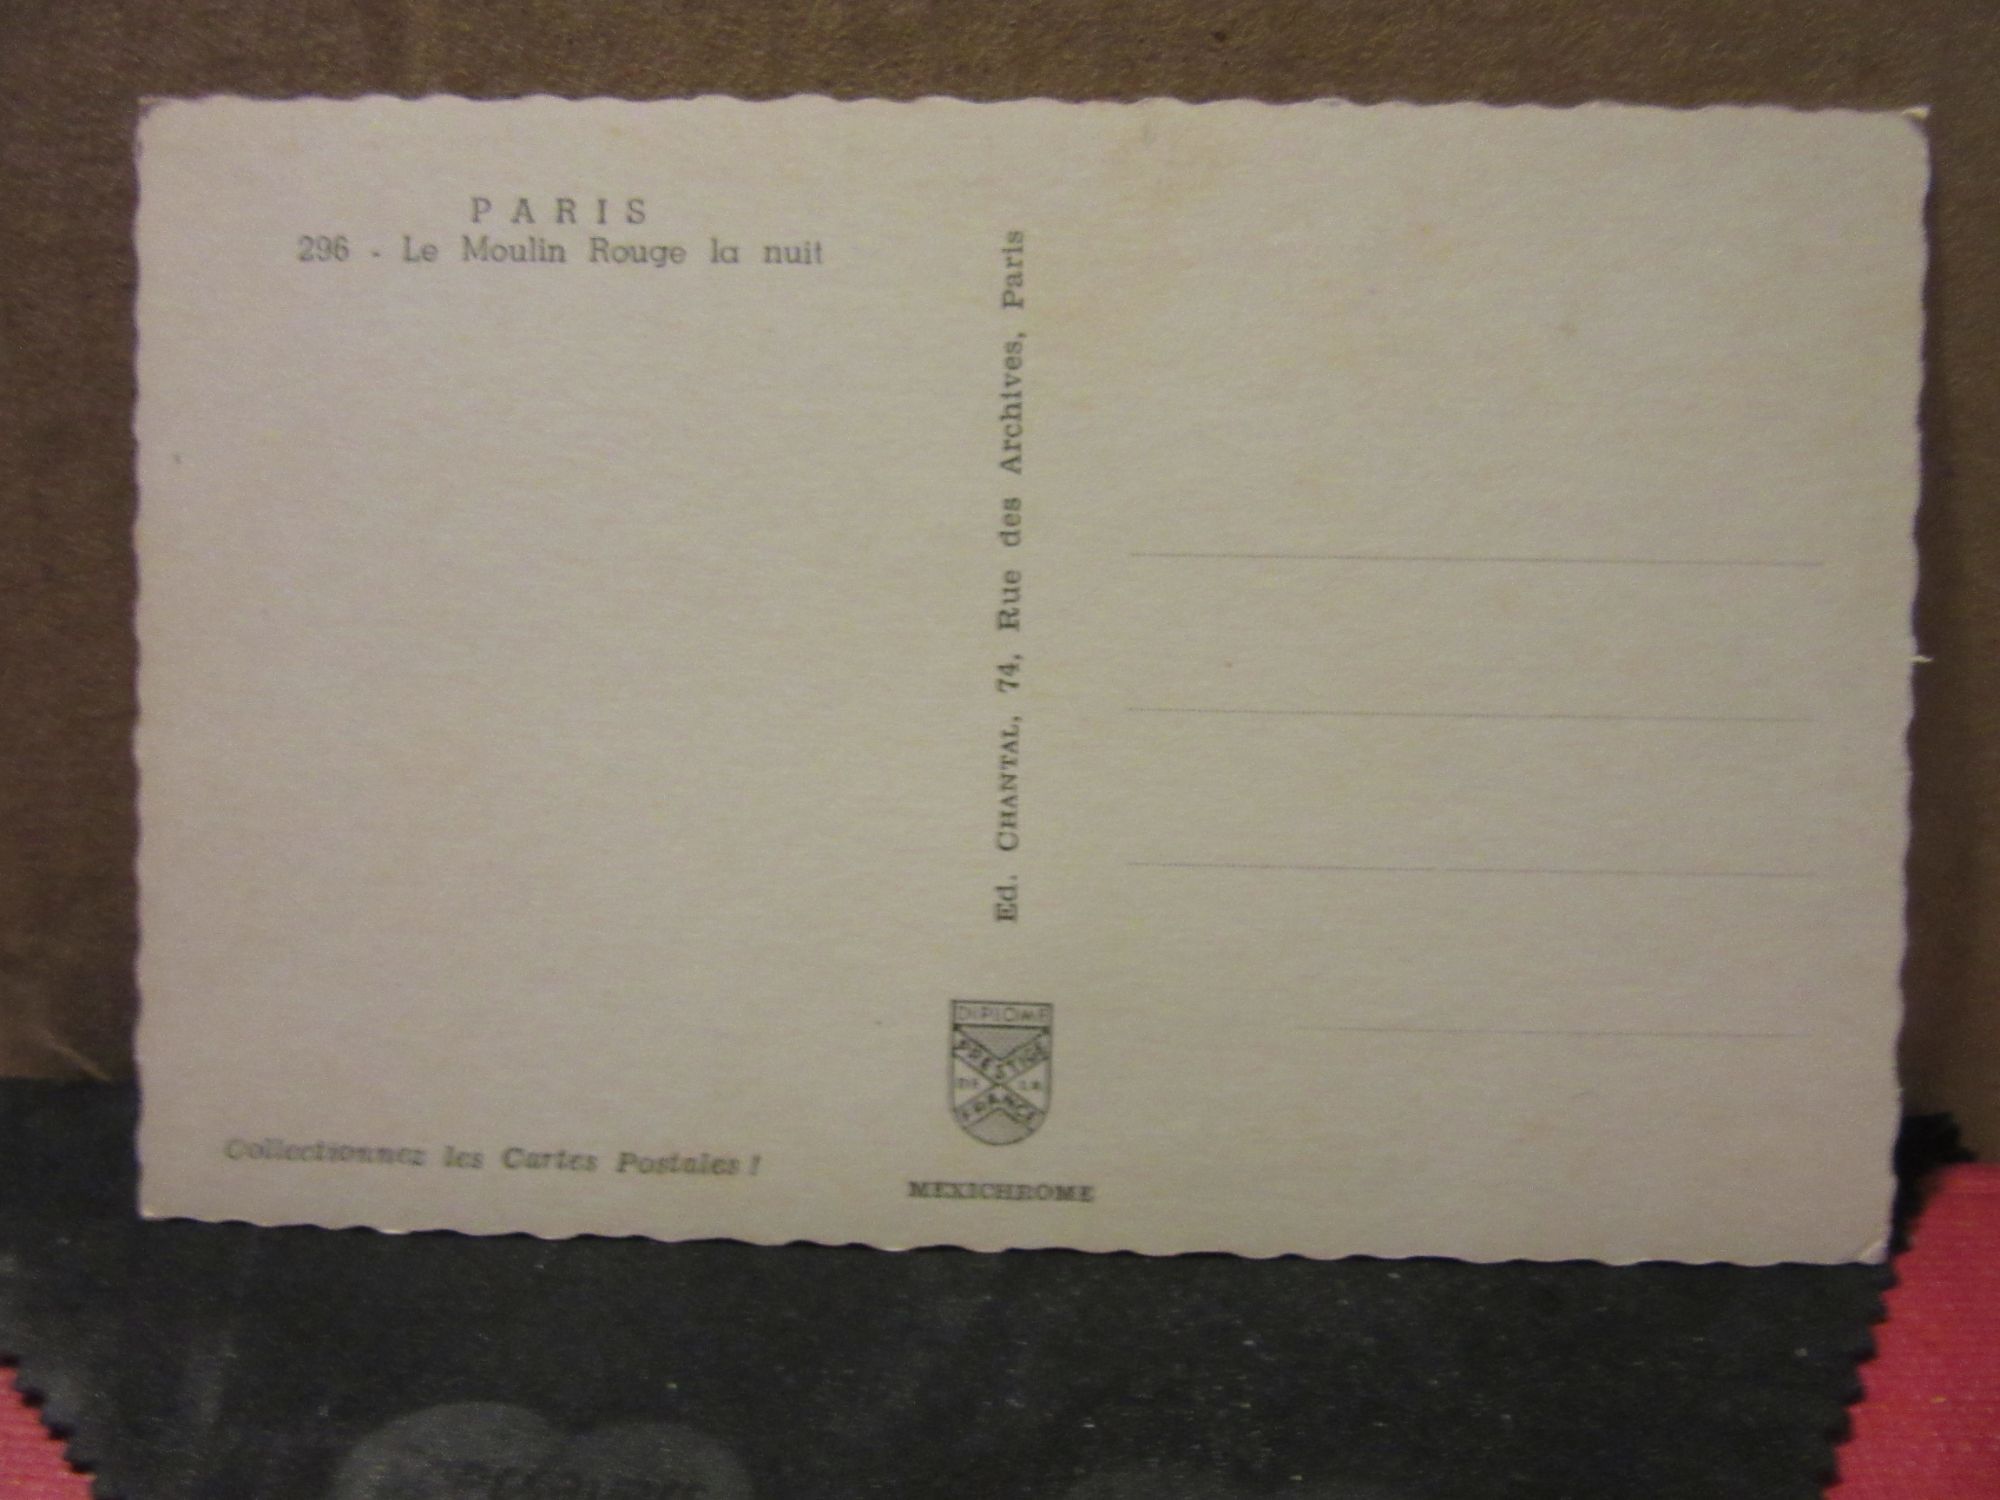 PARIS
296 - Le Moulin Rouge la nuit
Ed. CHANTAL, 74, Rue des Archives, Paris
DIPLOME
PRESTIGE
DE LA
FRANCE
Collectionnez les Cartes Postales !
MEXICHROME